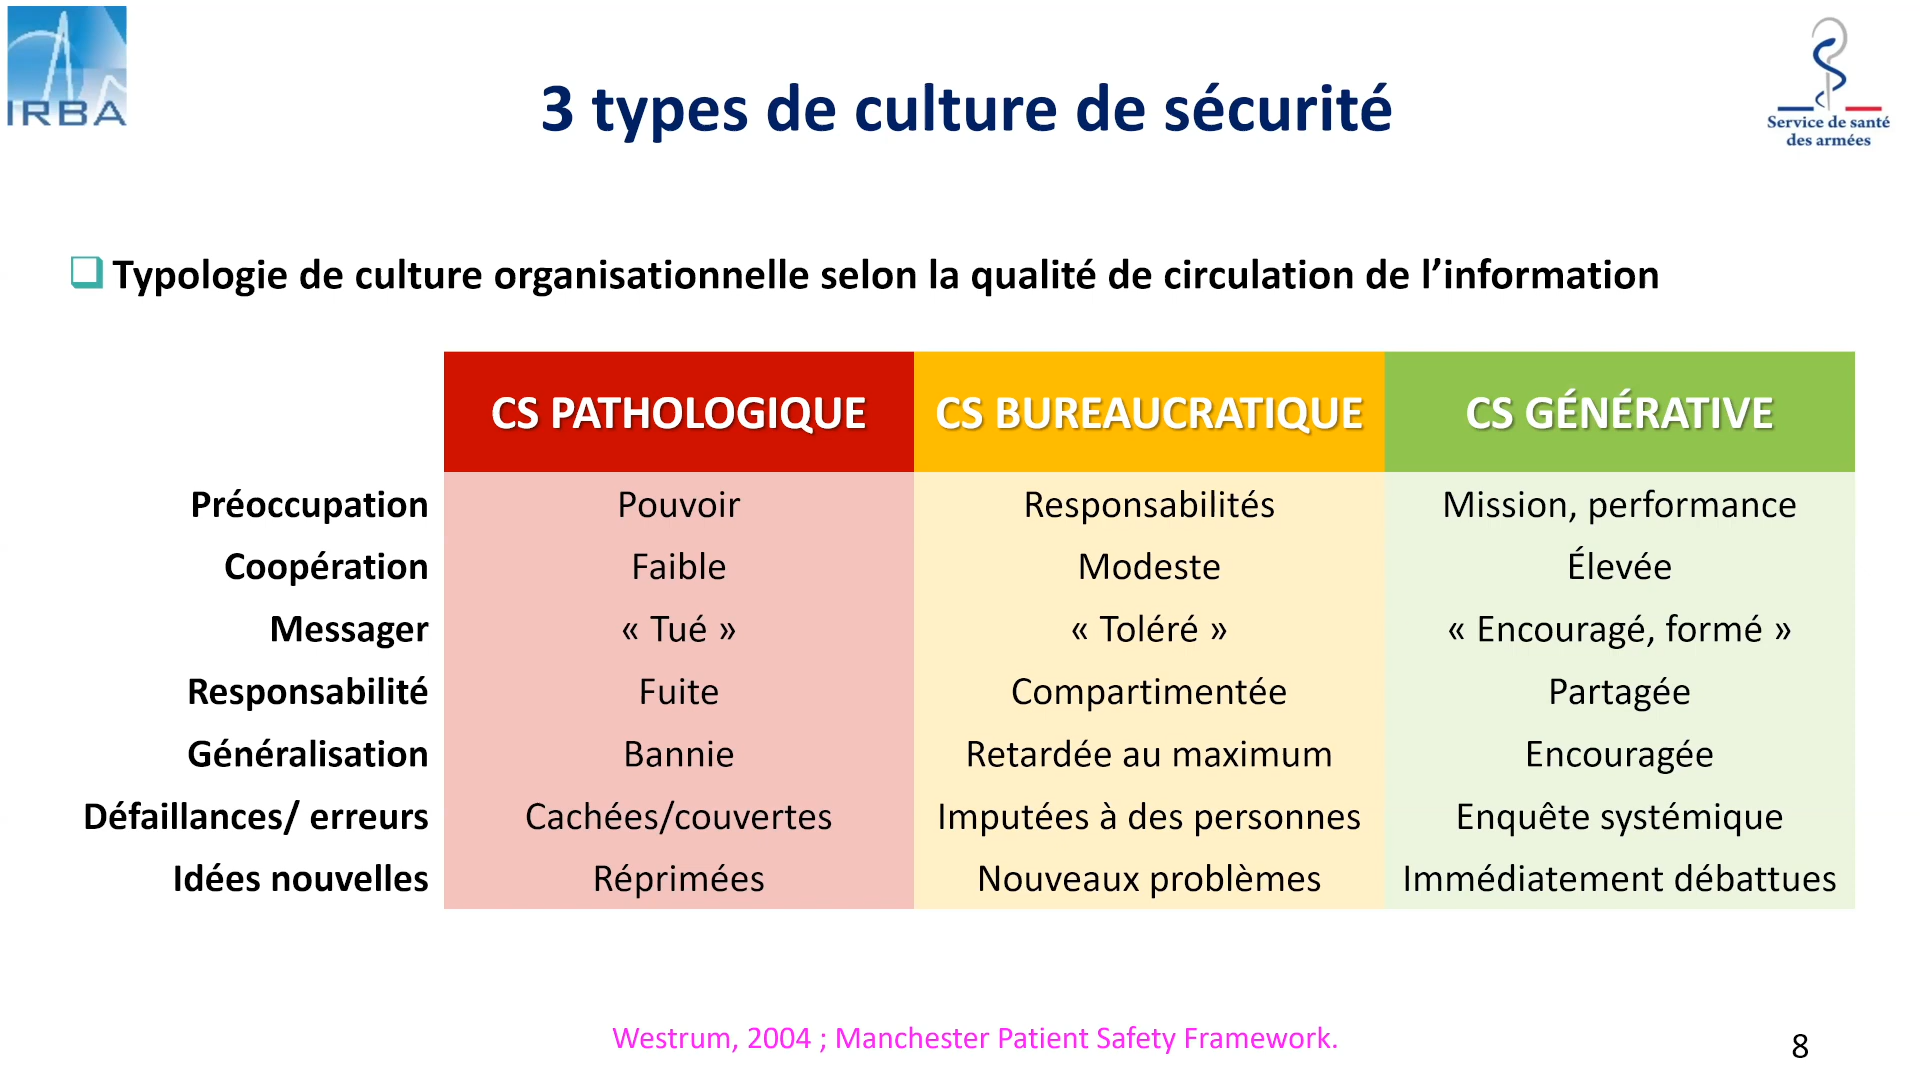 IRBA
Service de santé
des armées
3 types de culture de sécurité
Typologie de culture organisationnelle selon la qualité de circulation de l’information
CS PATHOLOGIQUE CS BUREAUCRATIQUE CS GÉNÉRATIVE
Préoccupation Pouvoir Responsabilités Mission, performance
Coopération Faible Modeste Élevée
Messager « Tué » « Toléré » « Encouragé, formé »
Responsabilité Fuite Compartimentée Partagée
Généralisation Bannie Retardée au maximum Encouragée
Défaillances/ erreurs Cachées/couvertes Imputées à des personnes Enquête systémique
Idées nouvelles Réprimées Nouveaux problèmes Immédiatement débattues
Westrum, 2004 ; Manchester Patient Safety Framework.
8